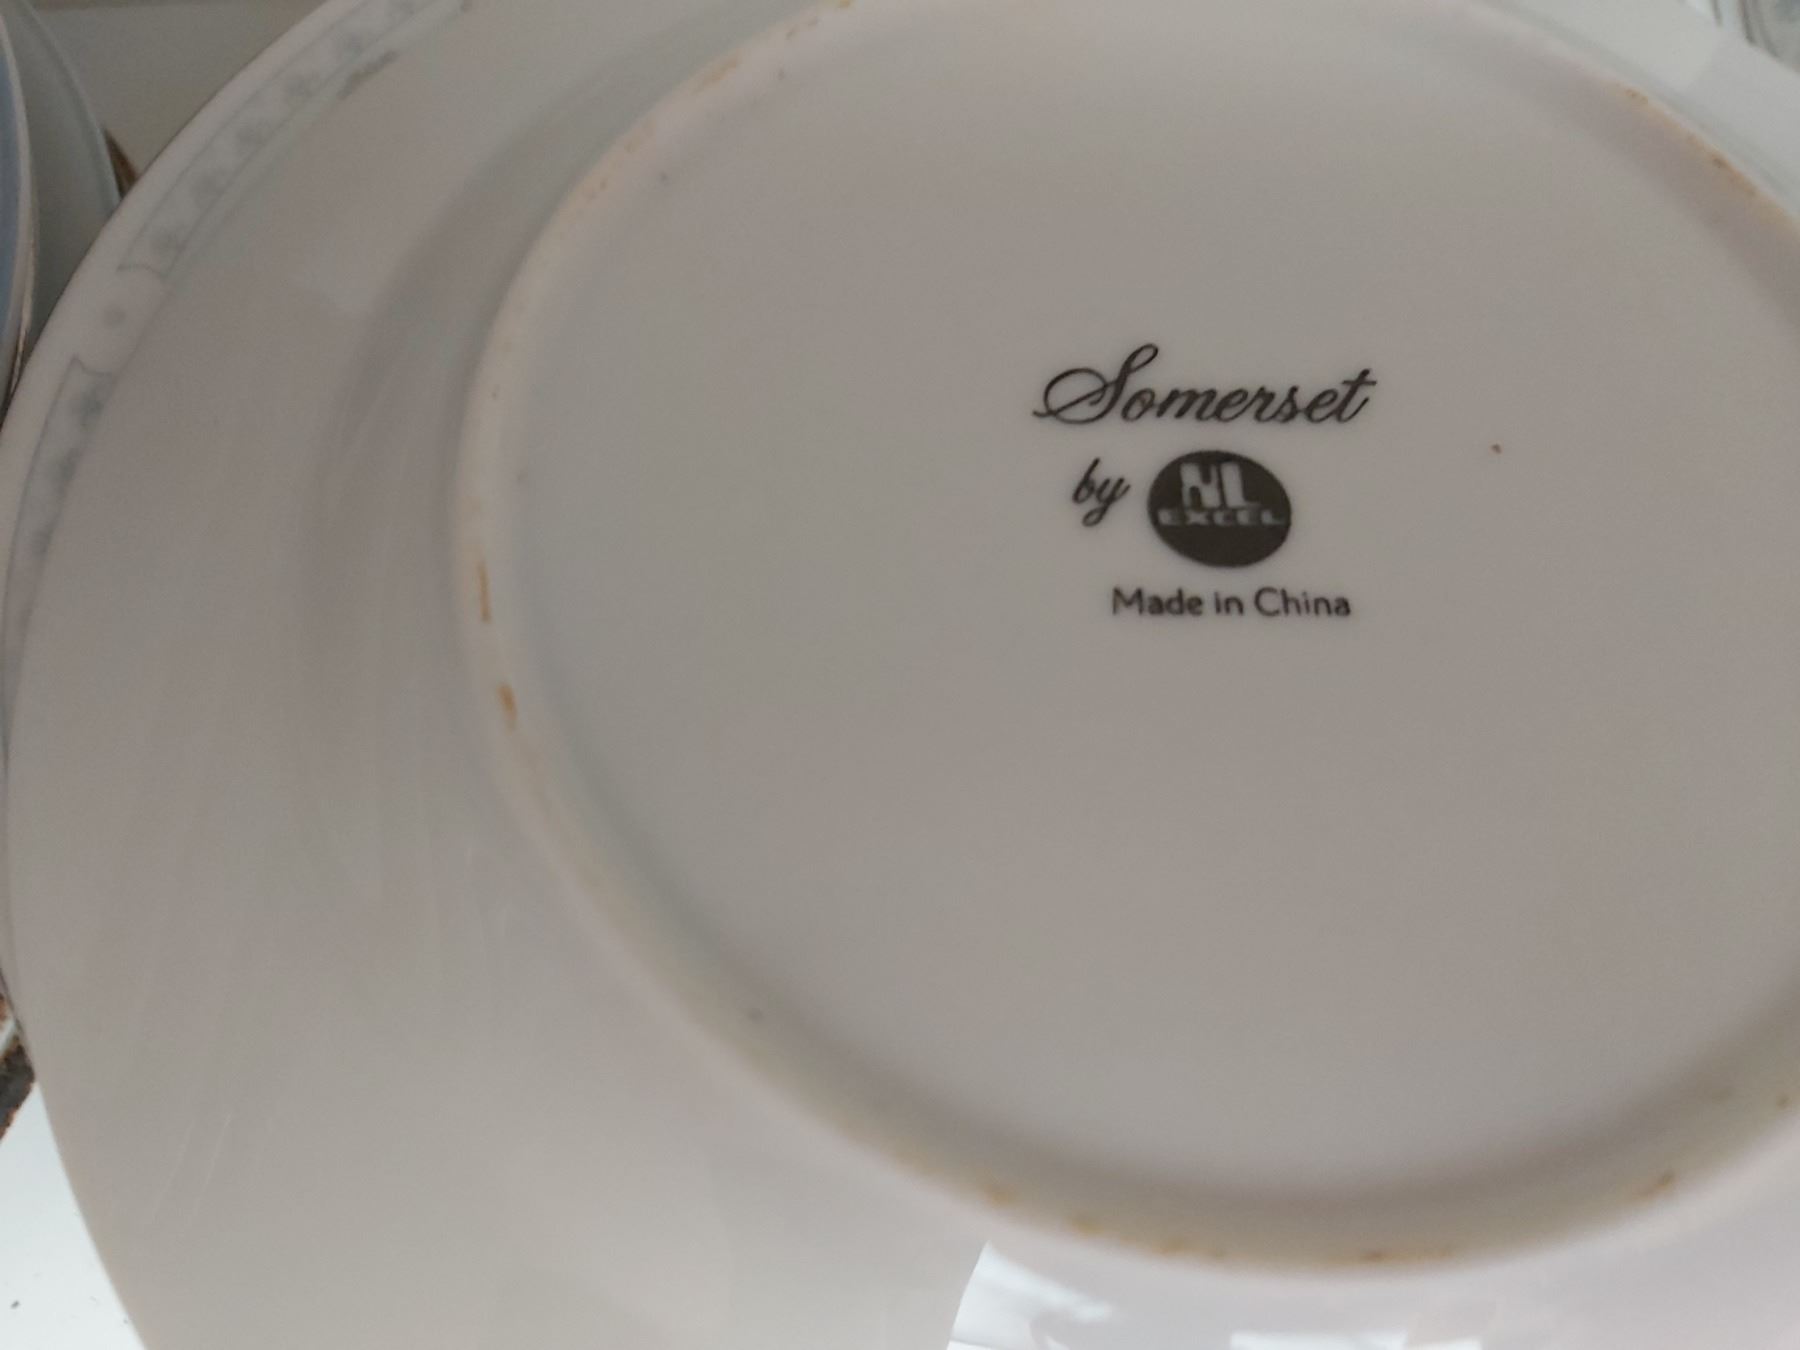 Somerset
by NL
EXCEL
Made in China